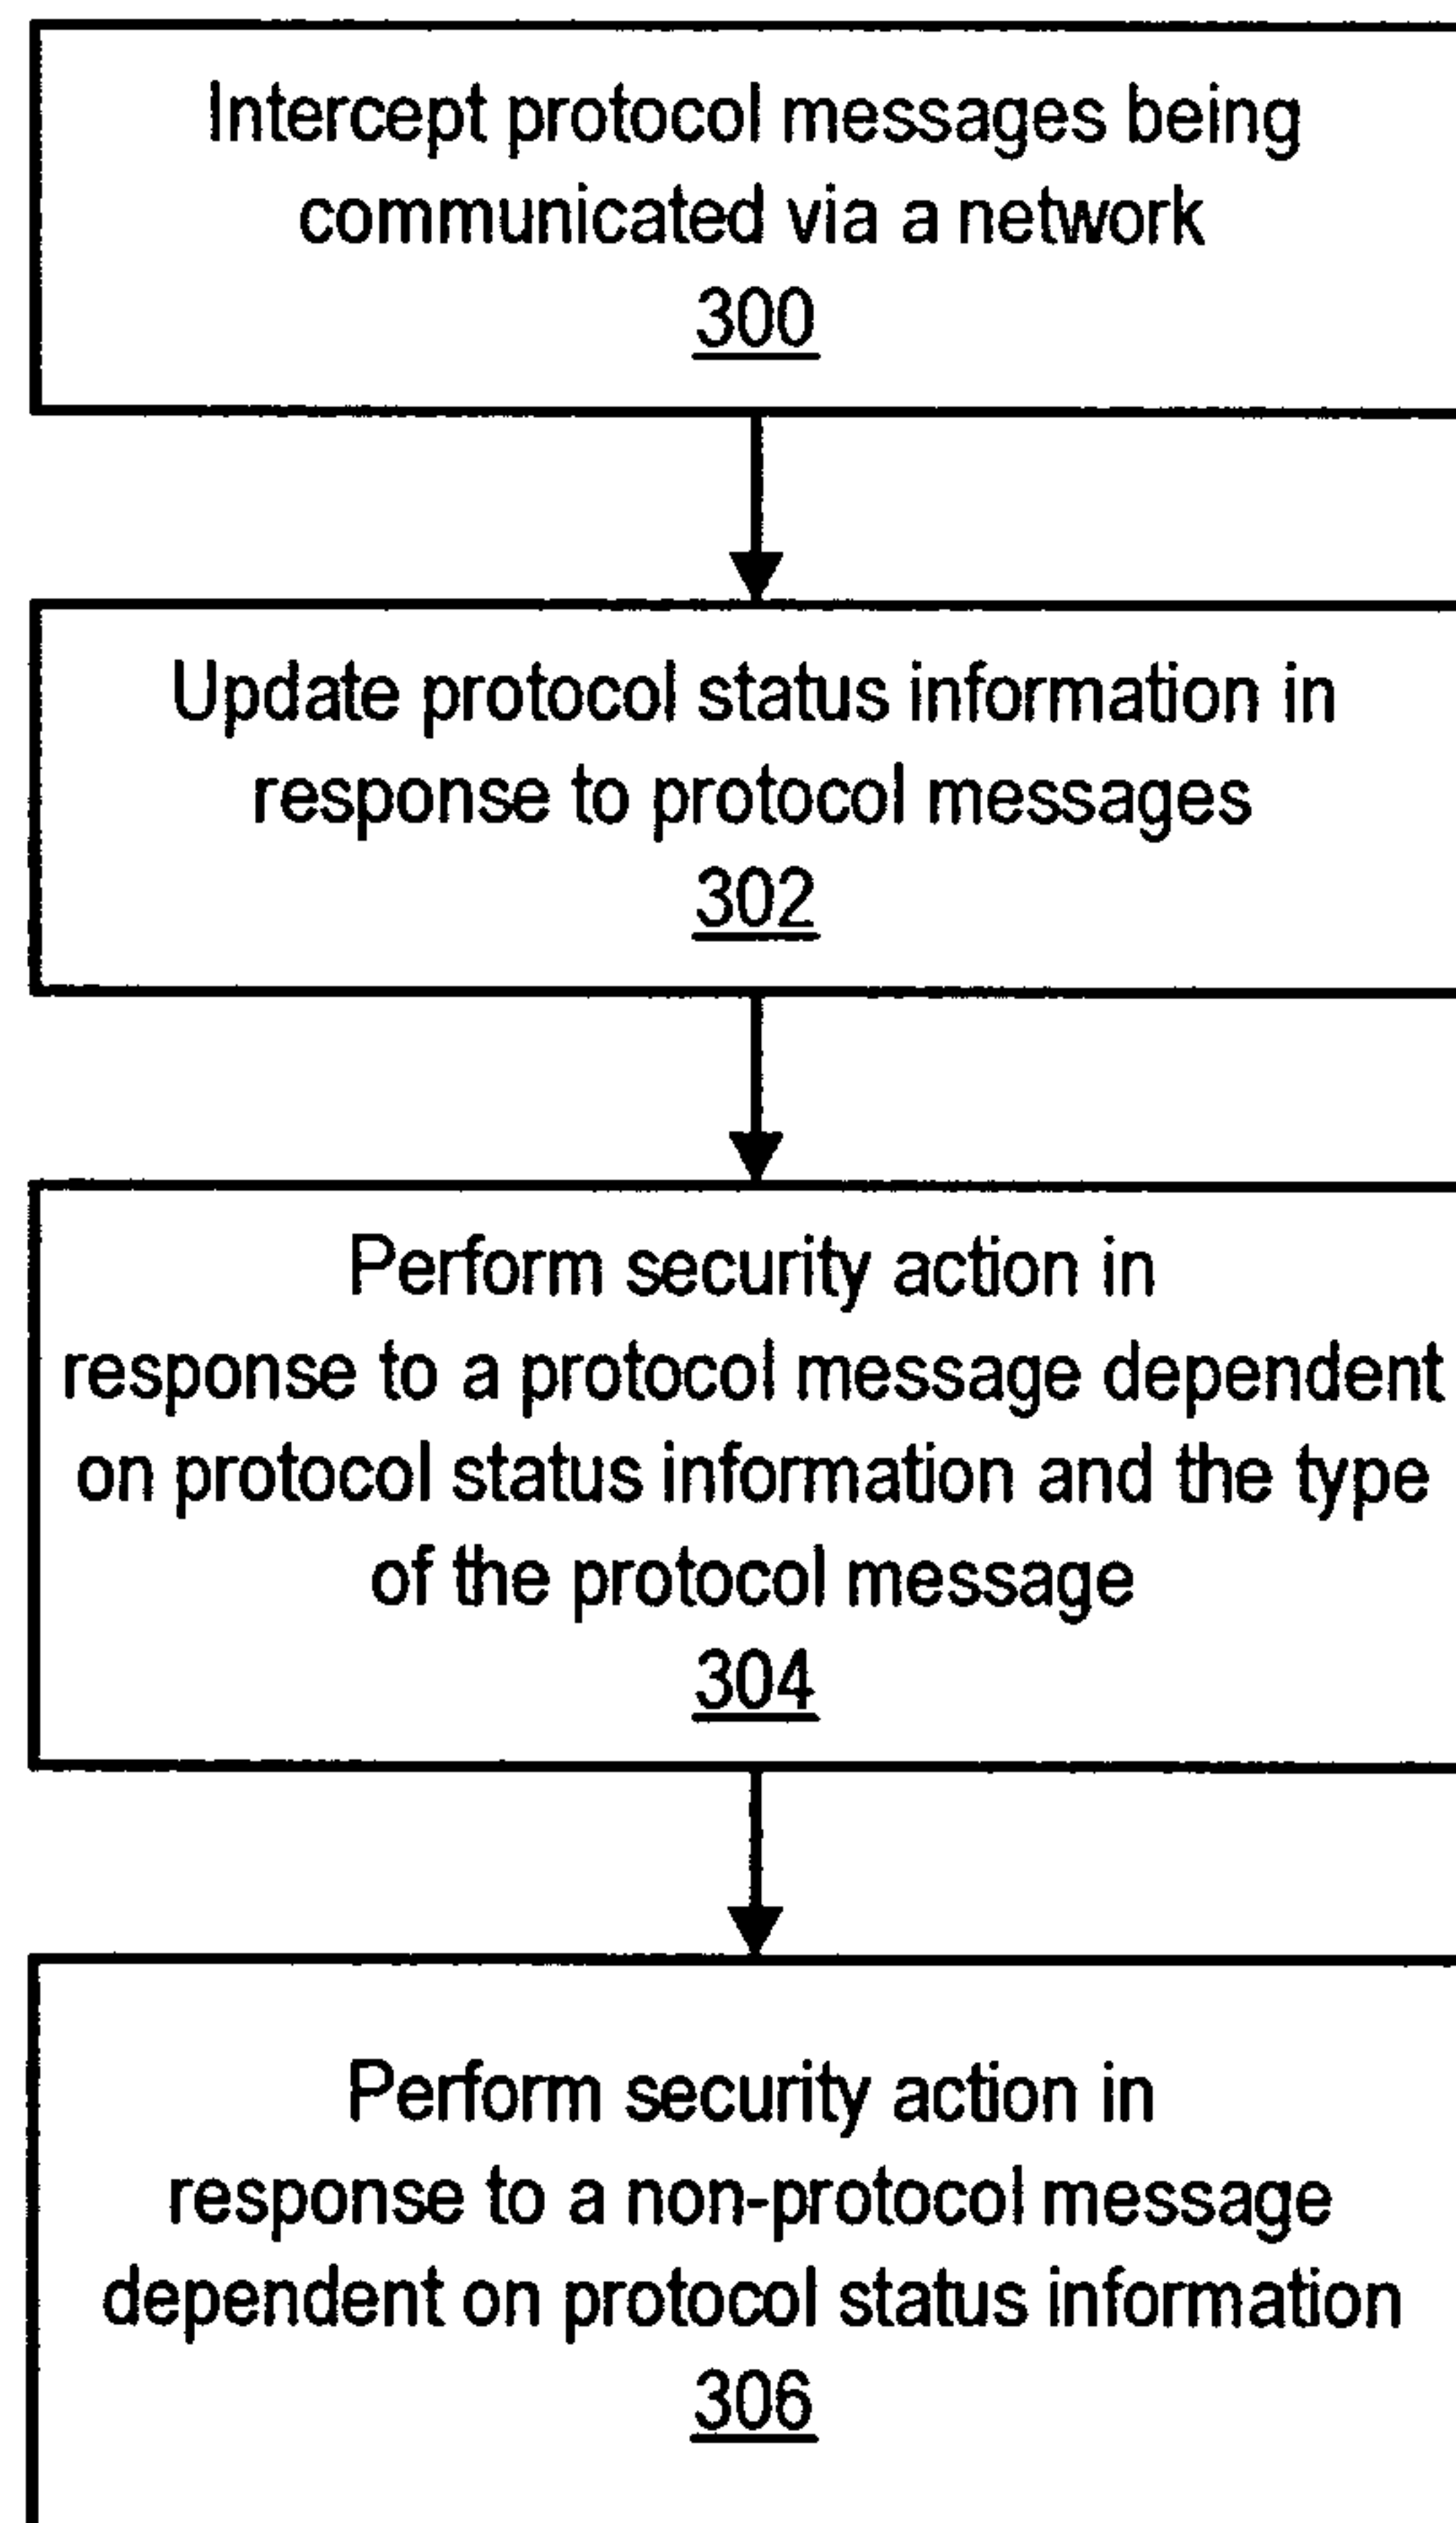 Intercept protocol messages being
communicated via a network
300
Update protocol status information in
response to protocol messages
302
Perform security action in
response to a protocol message dependent
on protocol status information and the type
of the protocol message
304
Perform security action in
response to a non-protocol message
dependent on protocol status information
306